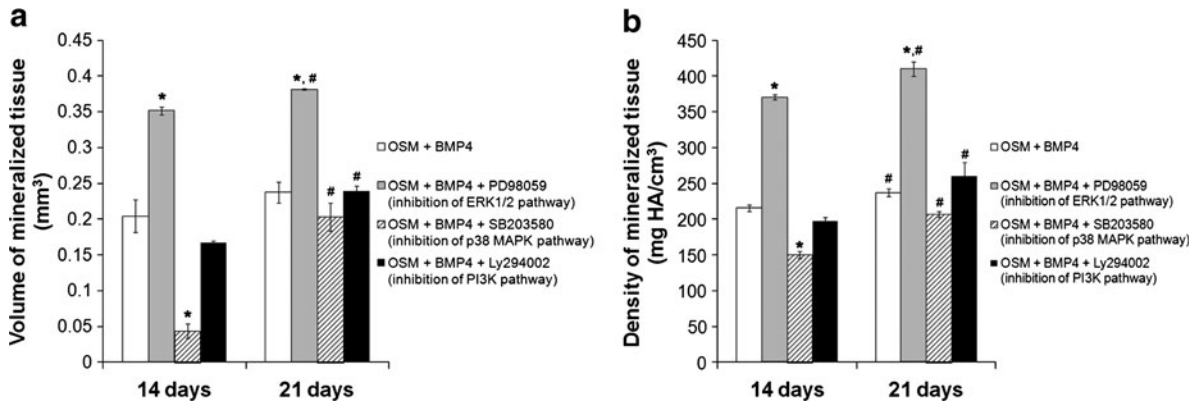 a
Volume of mineralized tissue
(mm³)
0.45
0.4
0.35
0.3
0.25
0.2
0.15
0.1
0.05
0
*
*
*, #
#
#
14 days
21 days
OSM + BMP4
OSM + BMP4 + PD98059
(inhibition of ERK1/2 pathway)
OSM + BMP4 + SB203580
(inhibition of p38 MAPK pathway)
OSM + BMP4 + Ly294002
(inhibition of PI3K pathway)
b
Density of mineralized tissue
(mg HA/cm³)
450
400
350
300
250
200
150
100
50
0
*
*
#
*,#
#
#
14 days
21 days
OSM + BMP4
OSM + BMP4 + PD98059
(inhibition of ERK1/2 pathway)
OSM + BMP4 + SB203580
(inhibition of p38 MAPK pathway)
OSM + BMP4 + Ly294002
(inhibition of PI3K pathway)